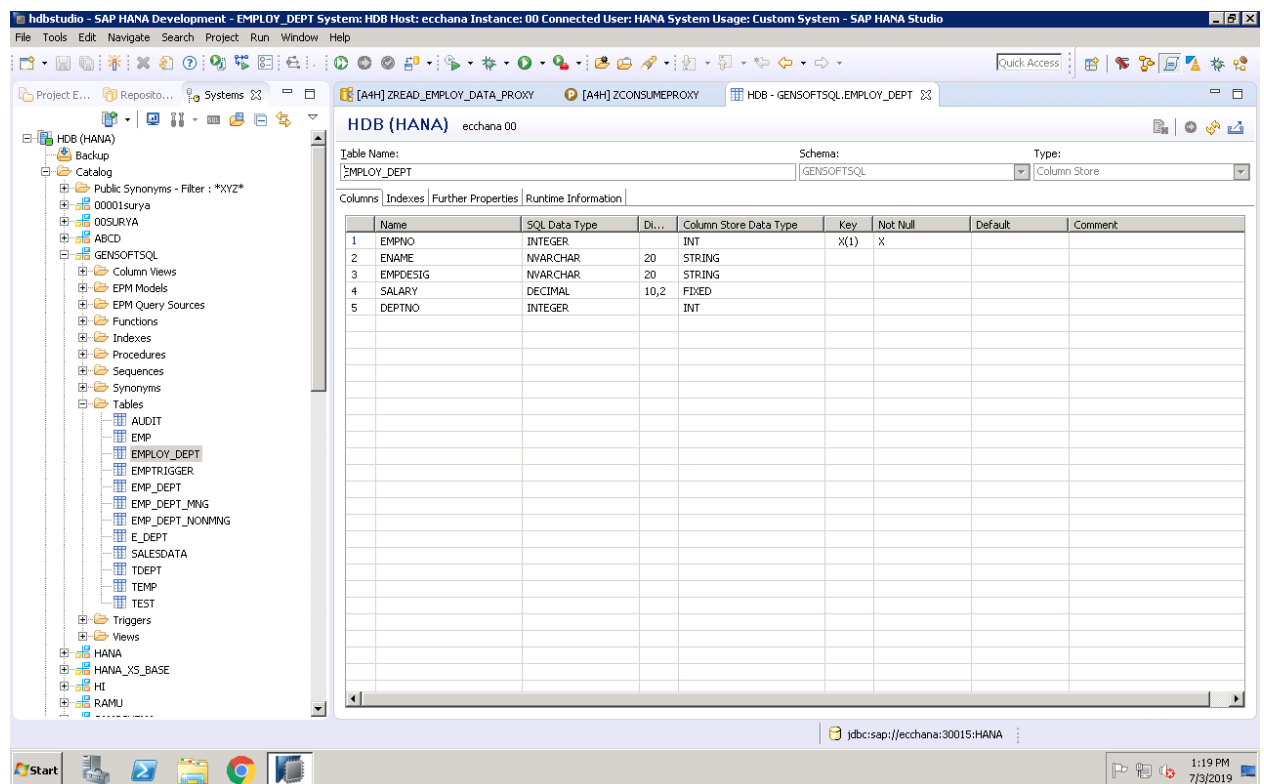 hdbstudio - SAP HANA Development - EMPLOY_DEPT System: HDB Host: ecchana Instance: 00 Connected User: HANA System Usage: Custom System - SAP HANA Studio
File Tools Edit Navigate Search Project Run Window Help
Quick Access
Project E... Reposito... Systems
[A4H] ZREAD_EMPLOY_DATA_PROXY [A4H] ZCONSUMEPROXY HDB - GENSOFTSQL.EMPLOY_DEPT
SQL
HDB (HANA)
Backup
Catalog
Public Synonyms - Filter : *XYZ*
00001surya
00SURYA
ABCD
GENSOFTSQL
Column Views
EPM Models
EPM Query Sources
Functions
Indexes
Procedures
Sequences
Synonyms
Tables
AUDIT
EMP
EMPLOY_DEPT
EMPTRIGGER
EMP_DEPT
EMP_DEPT_MNG
EMP_DEPT_NONMNG
E_DEPT
SALESDATA
TDEPT
TEMP
TEST
Triggers
Views
HANA
HANA_XS_BASE
HI
RAMU
HDB (HANA) ecchana 00
Table Name: Schema: Type:
EMPLOY_DEPT GENSOFTSQL Column Store
Columns Indexes Further Properties Runtime Information
Name SQL Data Type Di... Column Store Data Type Key Not Null Default Comment
1 EMPNO INTEGER INT X(1) X
2 ENAME NVARCHAR 20 STRING
3 EMPDESIG NVARCHAR 20 STRING
4 SALARY DECIMAL 10,2 FIXED
5 DEPTNO INTEGER INT
jdbc:sap://ecchana:30015:HANA
Start
1:19 PM
7/3/2019